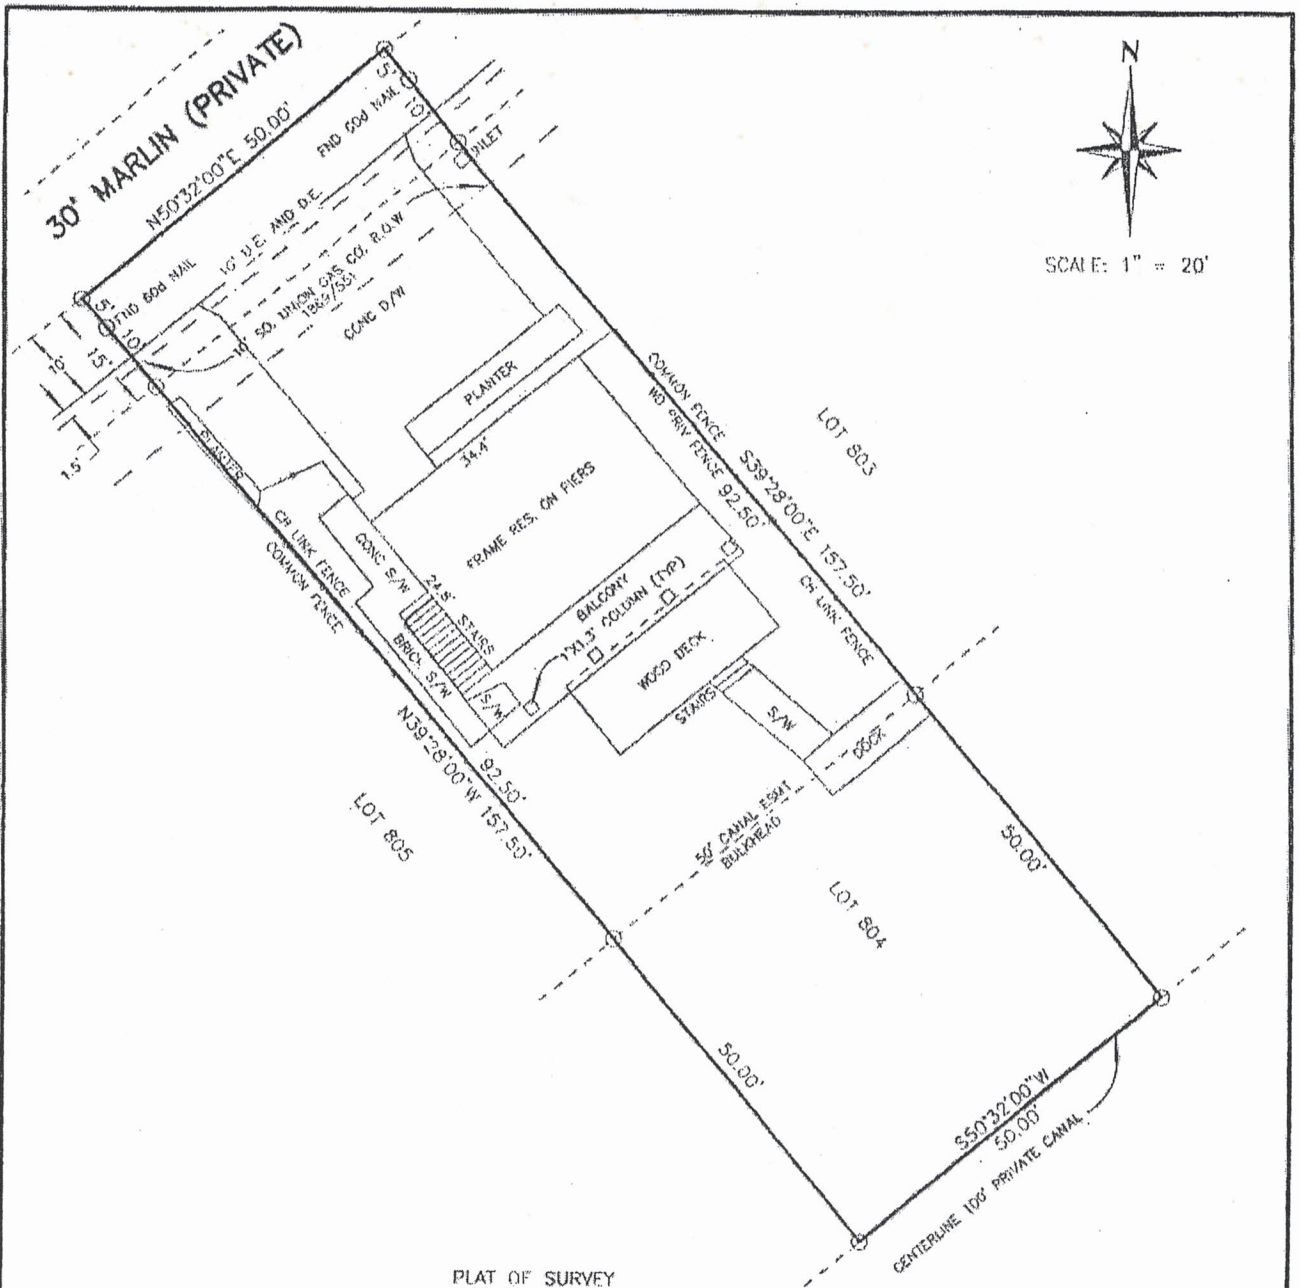 30' MARLIN (PRIVATE)
N50°32'00"E 50.00'
N
SCALE: 1" = 20'
5'
10'
FND 60d NAIL
INLET
10' U.E. AND D.E.
FND 60d NAIL
5'
10'
15'
10'
1.5'
10' SO. UNION GAS CO. R.O.W.
CONC D/W
PLANTER
34.4'
PLANTER
COMMON FENCE
WD PRIV FENCE
92.50'
S39°28'00"E 157.50'
LOT 803
FRAME RES. ON PIERS
CH LINK FENCE
COMMON FENCE
CONC S/W
24.8'
STAIRS
BRICK S/W
S/W
BALCONY
1'X1.3' COLUMN (TYP)
WOOD DECK
STAIRS
S/W
CH LINK FENCE
DOCK
N39°28'00"W 157.50'
92.50'
LOT 805
50' CANAL ESMT
BULKHEAD
LOT 804
50.00'
50.00'
S50°32'00"W
50.00'
CENTERLINE 100' PRIVATE CANAL
PLAT OF SURVEY